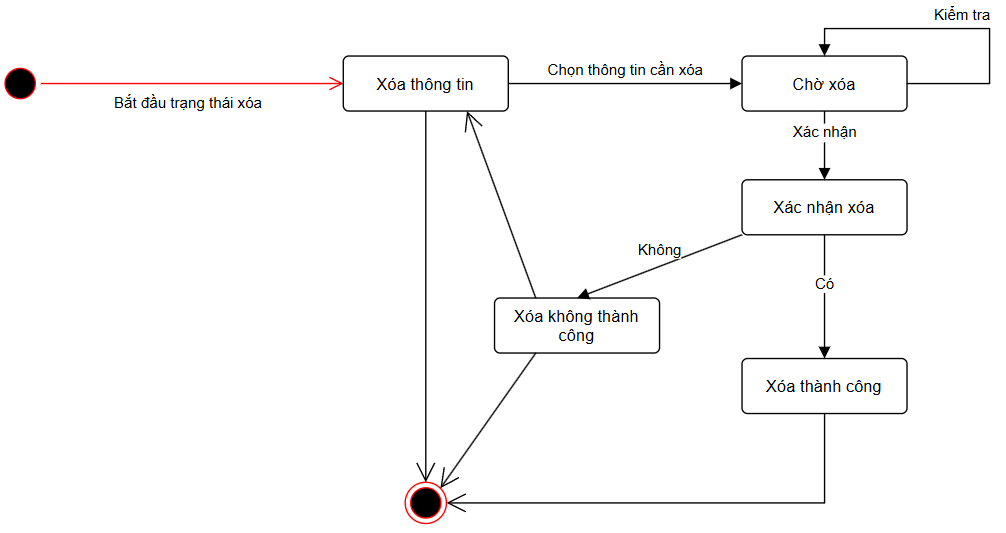 Kiểm tra
Xóa thông tin
Chọn thông tin cần xóa
Chờ xóa
Bắt đầu trạng thái xóa
Xác nhận
Xác nhận xóa
Không
Có
Xóa không thành
công
Xóa thành công